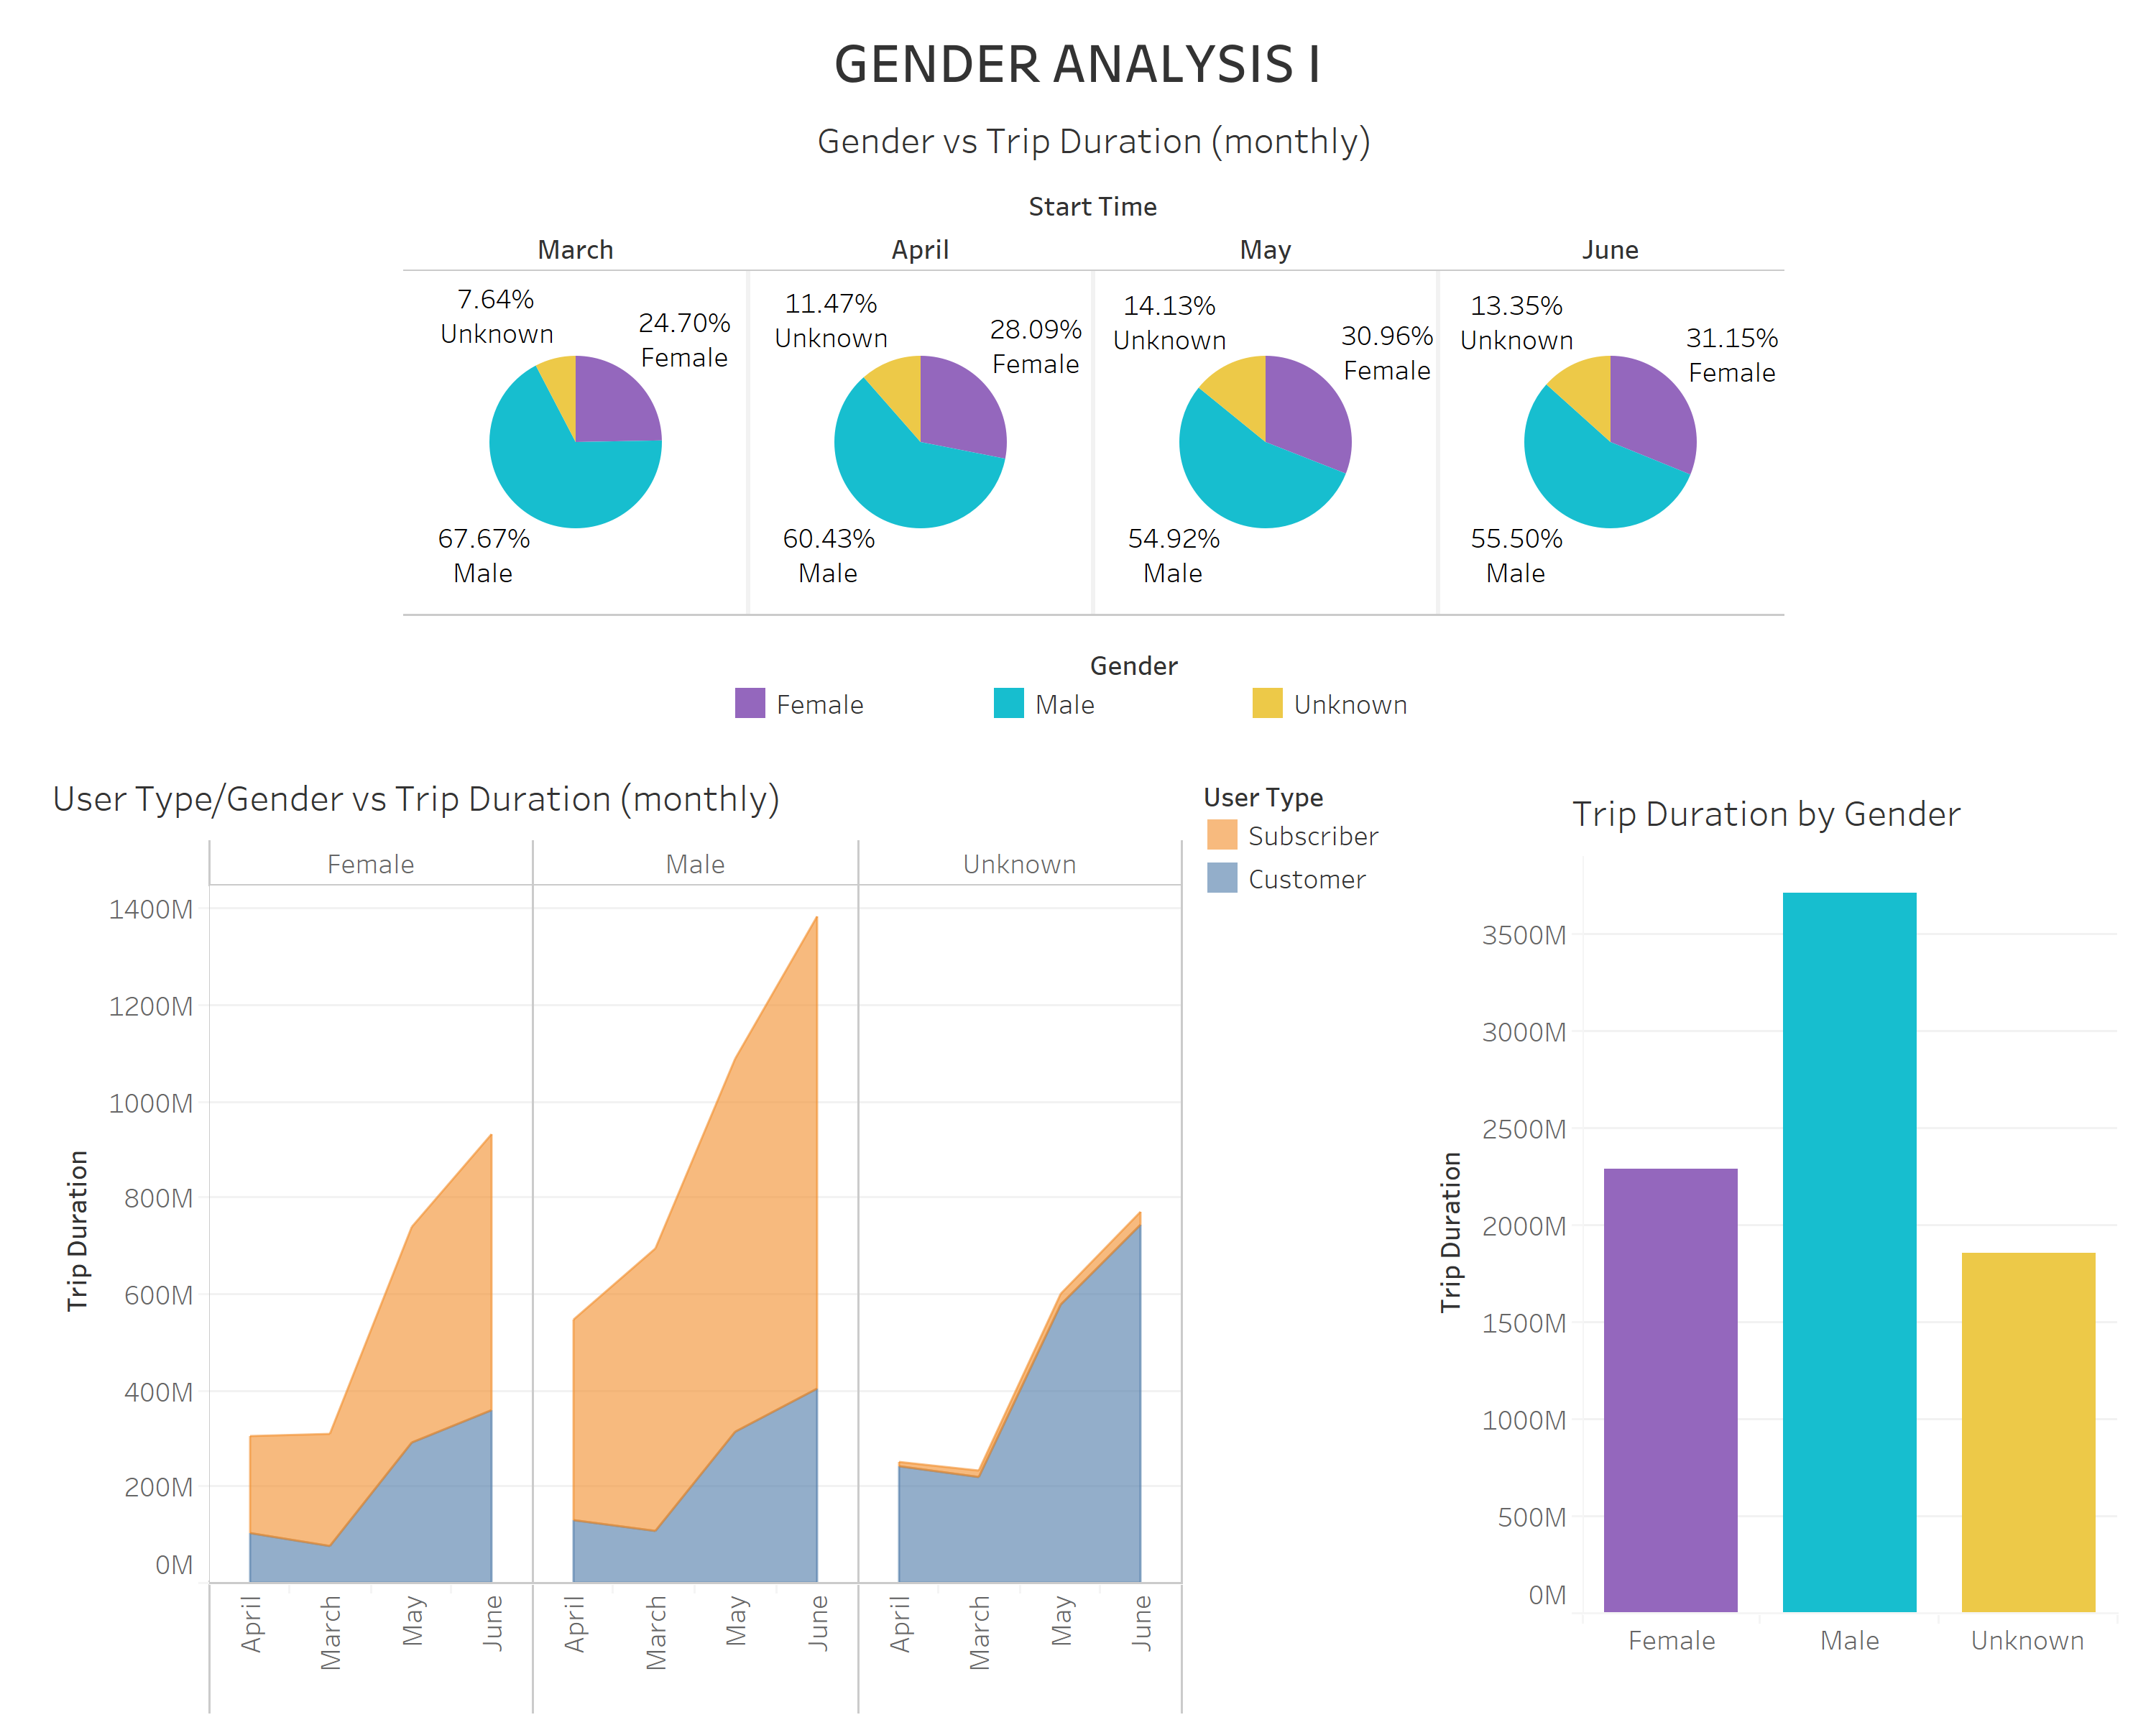 GENDER ANALYSIS I
Gender vs Trip Duration (monthly)
Start Time
March
April
May
June
7.64%
Unknown
24.70%
Female
67.67%
Male
11.47%
Unknown
28.09%
Female
60.43%
Male
14.13%
Unknown
30.96%
Female
54.92%
Male
13.35%
Unknown
31.15%
Female
55.50%
Male
Gender
Female
Male
Unknown
User Type/Gender vs Trip Duration (monthly)
Female
Male
Unknown
Trip Duration
1400M
1200M
1000M
800M
600M
400M
200M
0M
April
March
May
June
April
March
May
June
April
March
May
June
User Type
Subscriber
Customer
Trip Duration by Gender
Trip Duration
3500M
3000M
2500M
2000M
1500M
1000M
500M
0M
Female
Male
Unknown